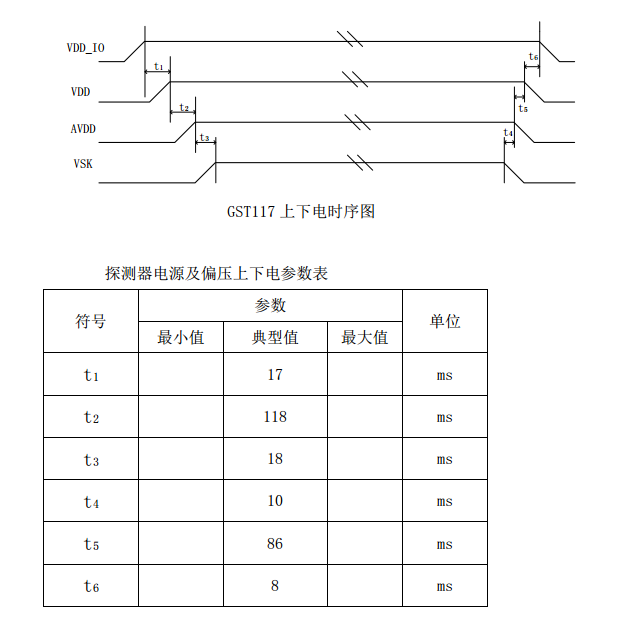 VDD_IO
t₁
t₆
VDD
t₂
t₅
AVDD
t₃
t₄
VSK
GST117 上下电时序图
探测器电源及偏压上下电参数表
符号 参数 单位
最小值 典型值 最大值
t₁ 17 ms
t₂ 118 ms
t₃ 18 ms
t₄ 10 ms
t₅ 86 ms
t₆ 8 ms